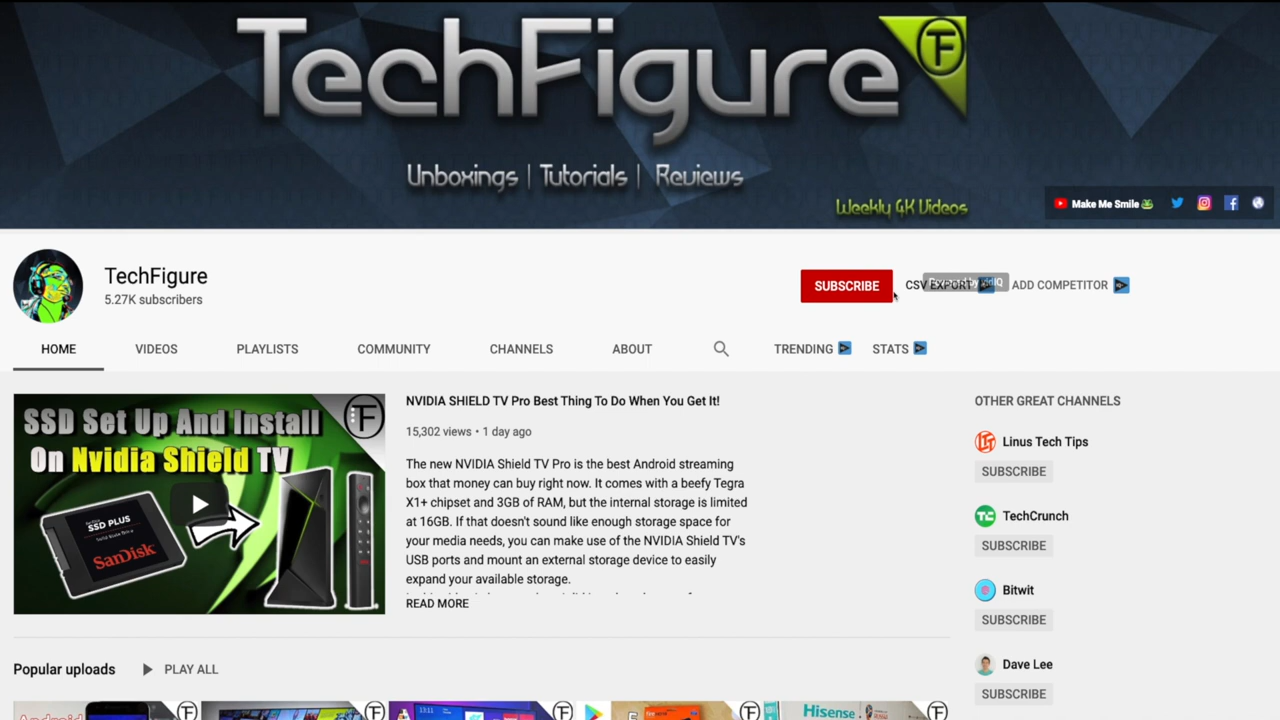 TechFigure
TF
Unboxings | Tutorials | Reviews
Weekly 4K Videos
Make Me Smile
TechFigure
5.27K subscribers
SUBSCRIBE
CSV EXPORT
ADD COMPETITOR
HOME
VIDEOS
PLAYLISTS
COMMUNITY
CHANNELS
ABOUT
TRENDING
STATS
SSD Set Up And Install
On Nvidia Shield TV
SSD PLUS
SanDisk
NVIDIA SHIELD TV Pro Best Thing To Do When You Get It!
15,302 views • 1 day ago
The new NVIDIA Shield TV Pro is the best Android streaming
box that money can buy right now. It comes with a beefy Tegra
X1+ chipset and 3GB of RAM, but the internal storage is limited
at 16GB. If that doesn't sound like enough storage space for
your media needs, you can make use of the NVIDIA Shield TV's
USB ports and mount an external storage device to easily
expand your available storage.
READ MORE
OTHER GREAT CHANNELS
Linus Tech Tips
SUBSCRIBE
TechCrunch
SUBSCRIBE
Bitwit
SUBSCRIBE
Dave Lee
SUBSCRIBE
Popular uploads
PLAY ALL
Android
13:11
Hisense